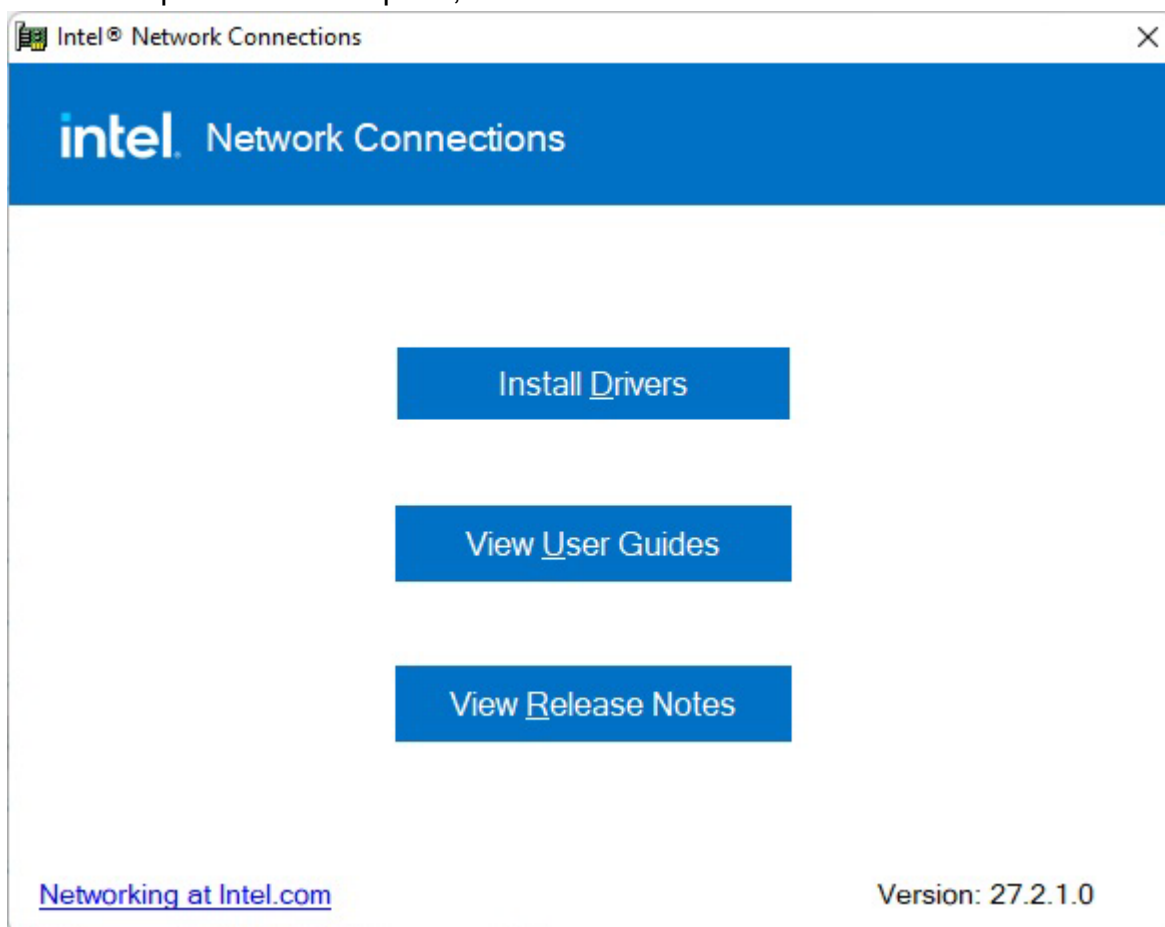 Intel® Network Connections
intel. Network Connections
Install Drivers
View User Guides
View Release Notes
Networking at Intel.com
Version: 27.2.1.0